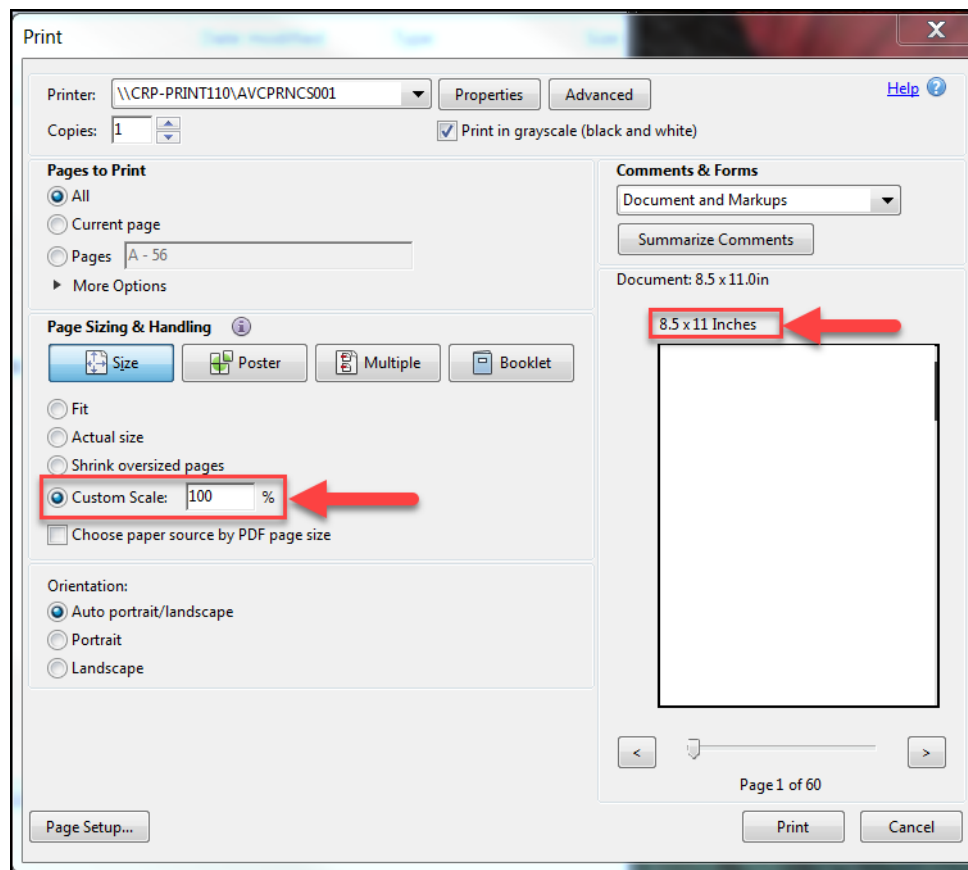 Print
Printer: \\CRP-PRINT110\AVCPRNCS001 Properties Advanced Help
Copies: 1 Print in grayscale (black and white)
Pages to Print
All
Current page
Pages A - 56
More Options
Page Sizing & Handling
Size Poster Multiple Booklet
Fit
Actual size
Shrink oversized pages
Custom Scale: 100 %
Choose paper source by PDF page size
Orientation:
Auto portrait/landscape
Portrait
Landscape
Comments & Forms
Document and Markups
Summarize Comments
Document: 8.5 x 11.0in
8.5 x 11 Inches
< >
Page 1 of 60
Page Setup... Print Cancel